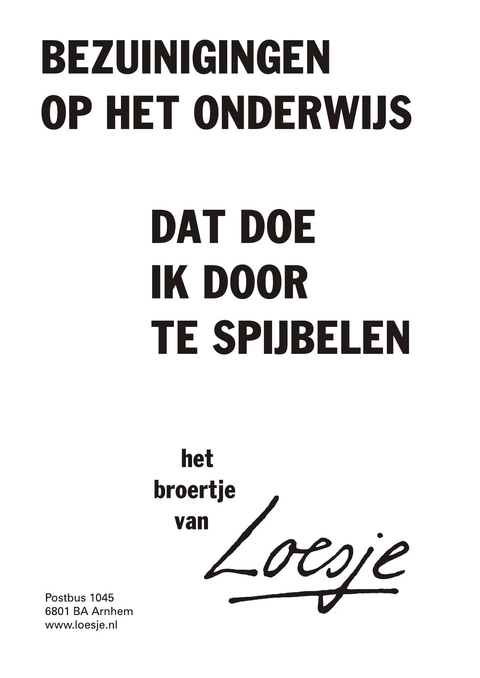 BEZUINIGINGEN
OP HET ONDERWIJS
DAT DOE
IK DOOR
TE SPIJBELEN
het
broertje
van
Loesje
Postbus 1045
6801 BA Arnhem
www.loesje.nl